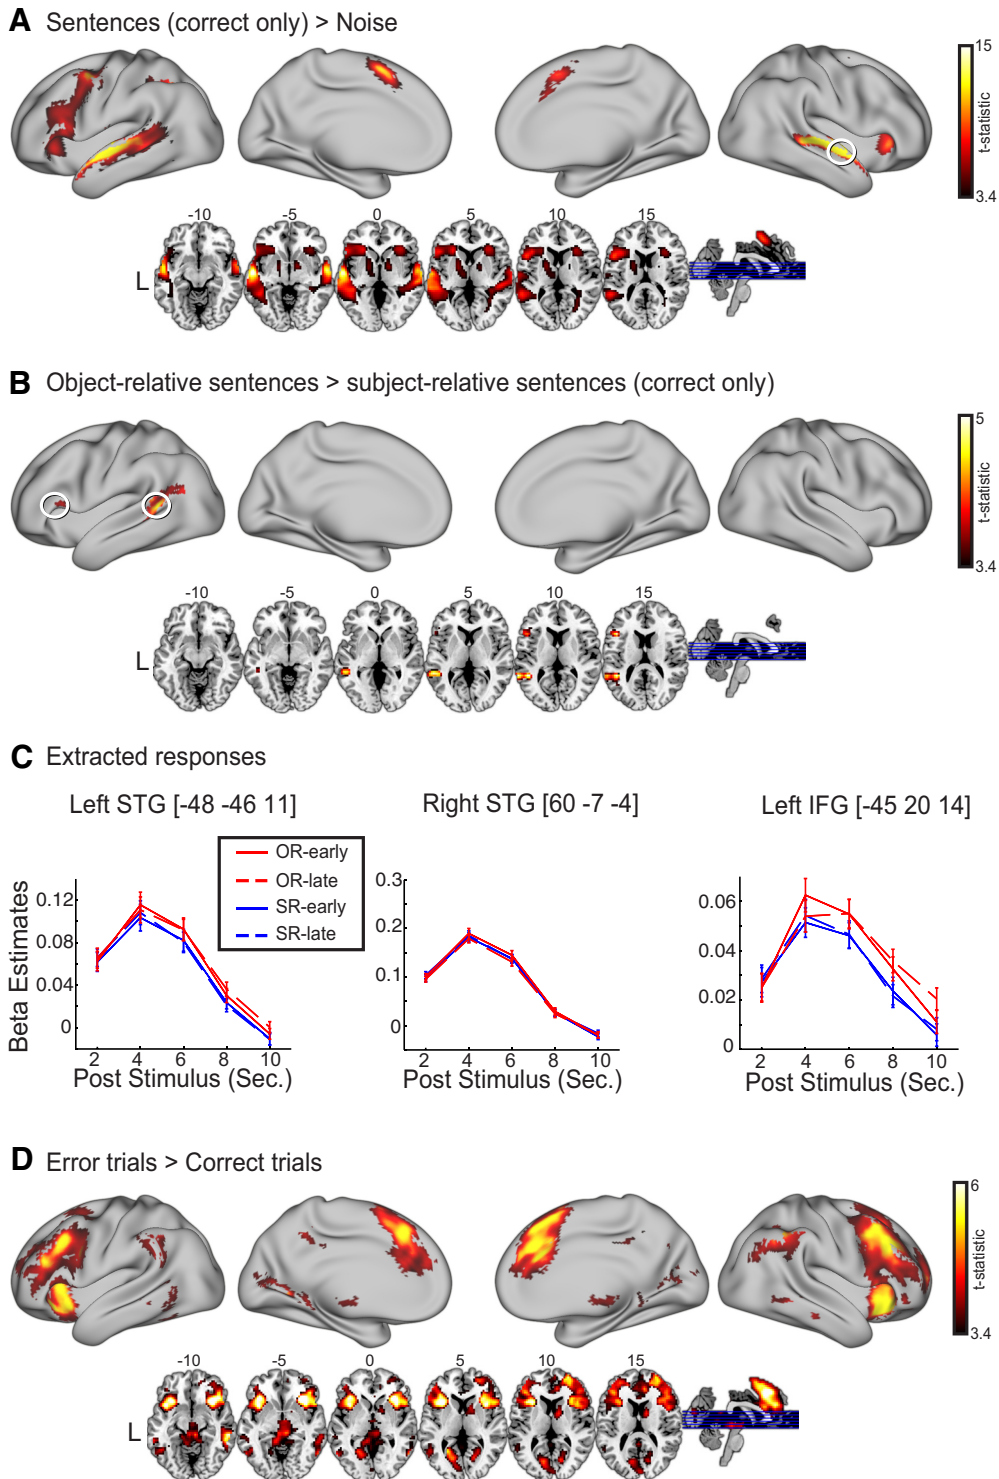 A Sentences (correct only) > Noise
15
t-statistic
3.4
-10 -5 0 5 10 15
L
B Object-relative sentences > subject-relative sentences (correct only)
5
t-statistic
3.4
-10 -5 0 5 10 15
L
C Extracted responses
Left STG [-48 -46 11]
Right STG [60 -7 -4]
Left IFG [-45 20 14]
OR-early
OR-late
SR-early
SR-late
Beta Estimates
0.12
0.08
0.04
0
2 4 6 8 10
Post Stimulus (Sec.)
0.3
0.2
0.1
0
2 4 6 8 10
Post Stimulus (Sec.)
0.06
0.04
0.02
0
2 4 6 8 10
Post Stimulus (Sec.)
D Error trials > Correct trials
6
t-statistic
3.4
-10 -5 0 5 10 15
L